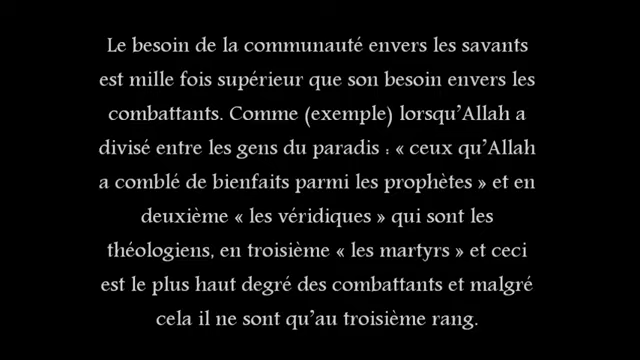 Le besoin de la communauté envers les savants
est mille fois supérieur que son besoin envers les
combattants. Comme (exemple) lorsqu'Allah a
divisé entre les gens du paradis : « ceux qu'Allah
a comblé de bienfaits parmi les prophètes » et en
deuxième « les véridiques » qui sont les
théologiens, en troisième « les martyrs » et ceci
est le plus haut degré des combattants et malgré
cela il ne sont qu'au troisième rang.